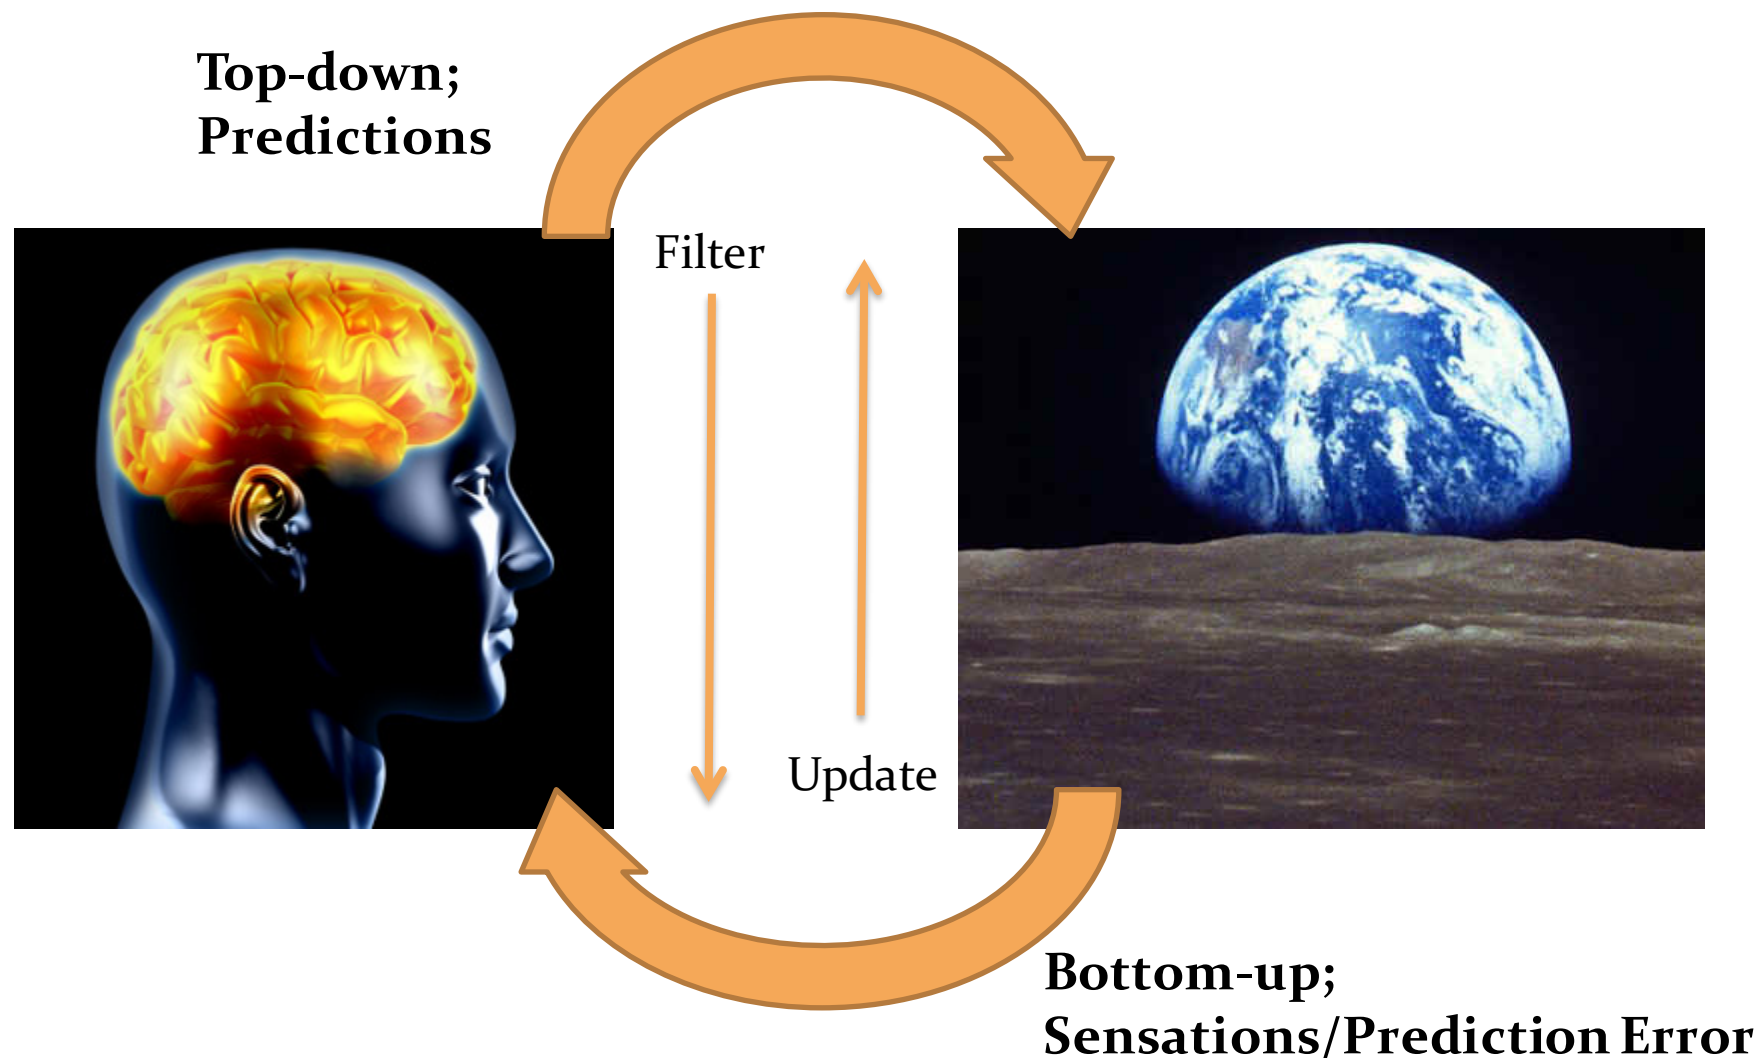 Top-down;
Predictions
Filter
Update
Bottom-up;
Sensations/Prediction Error